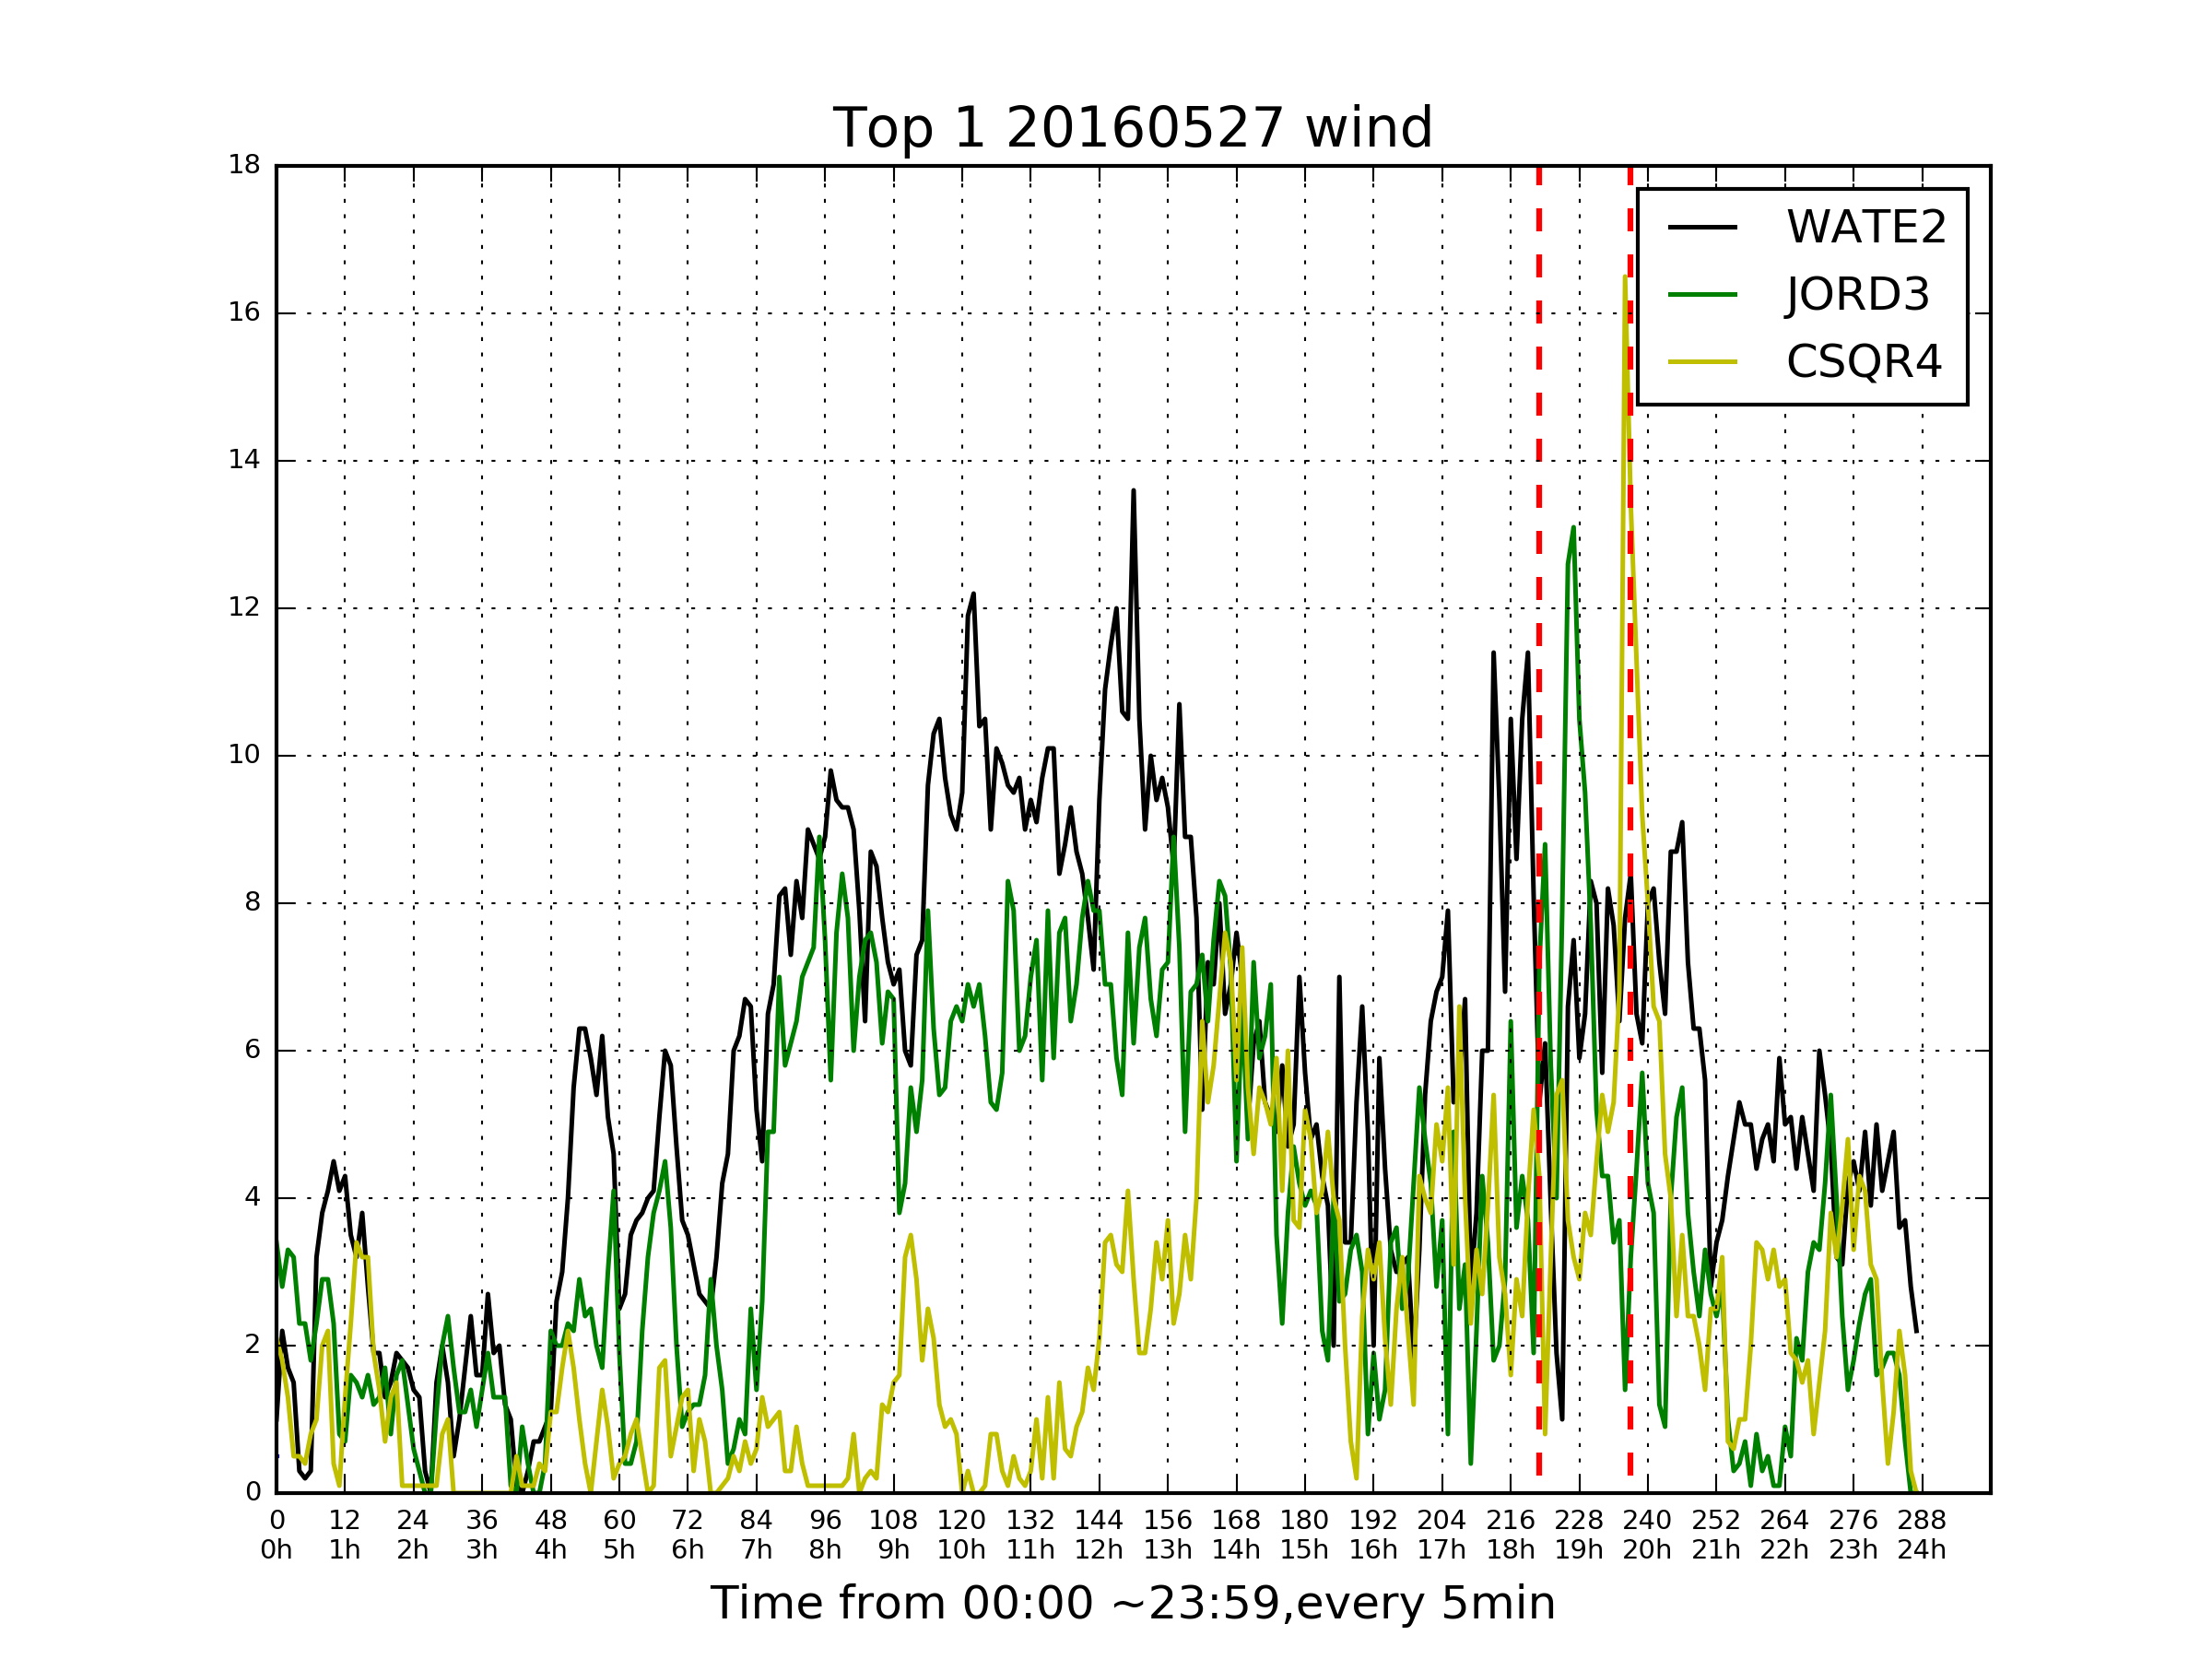 Top 1 20160527 wind
18
16
14
12
10
8
6
4
2
0
WATE2
JORD3
CSQR4
0 12 24 36 48 60 72 84 96 108 120 132 144 156 168 180 192 204 216 228 240 252 264 276 288
0h 1h 2h 3h 4h 5h 6h 7h 8h 9h 10h 11h 12h 13h 14h 15h 16h 17h 18h 19h 20h 21h 22h 23h 24h
Time from 00:00 ~23:59,every 5min